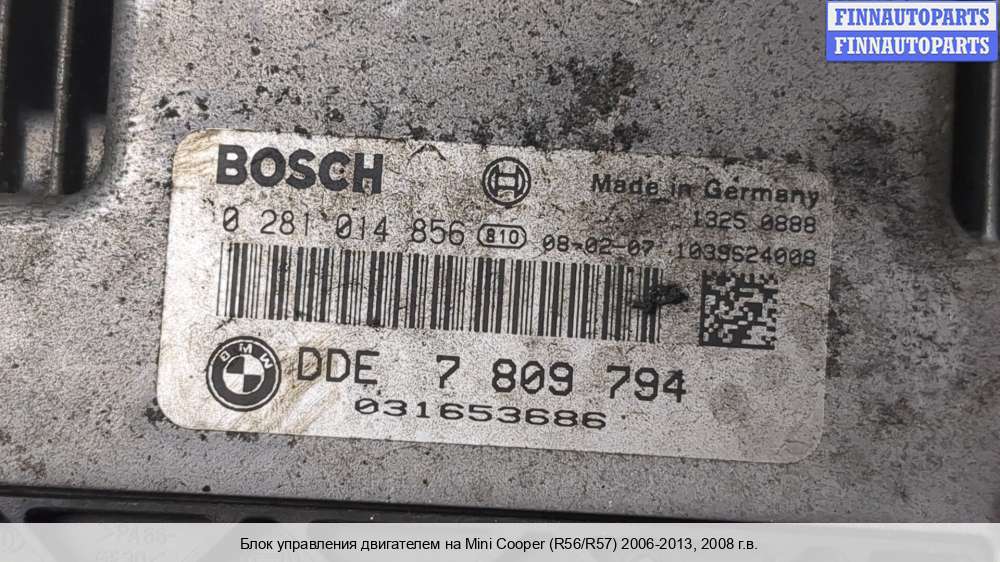 FINNAUTOPARTS
FINNAUTOPARTS
BOSCH
Made in Germany
0 281 014 856 810 08-02-07
1325 0888
1039S24008
BMW
DDE 7 809 794
031653686
Блок управления двигателем на Mini Cooper (R56/R57) 2006-2013, 2008 г.в.